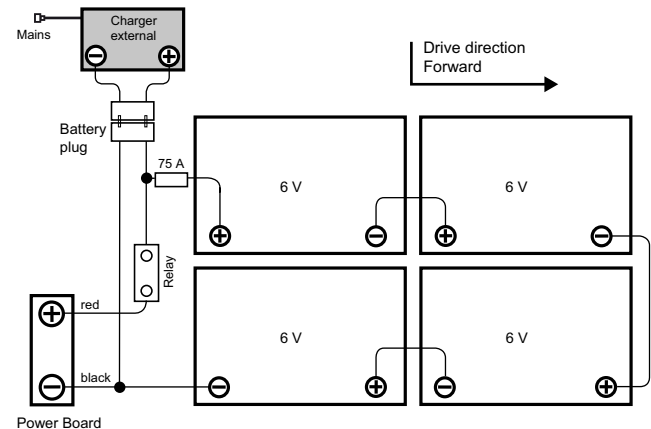 Charger
external
Mains
Drive direction
Forward
Battery
plug
75 A
6 V
6 V
Relay
6 V
6 V
red
black
Power Board